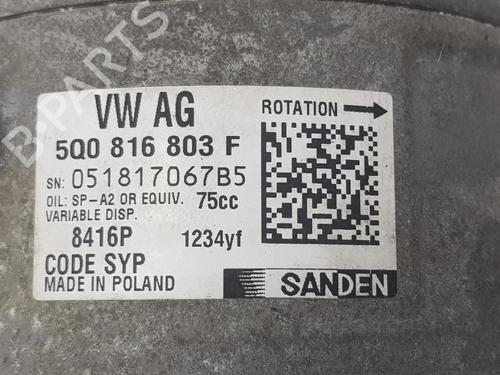 VW AG
ROTATION
5Q0 816 803 F
SN: 051817067B5
OIL: SP-A2 OR EQUIV. 75cc
VARIABLE DISP.
8416P 1234yf
CODE SYP
MADE IN POLAND
SANDEN
B-PARTS